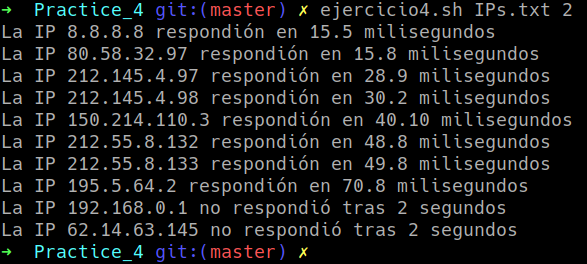 → Practice_4 git:(master) ✗ ejercicio4.sh IPs.txt 2
La IP 8.8.8.8 respondión en 15.5 milisegundos
La IP 80.58.32.97 respondión en 15.8 milisegundos
La IP 212.145.4.97 respondión en 28.9 milisegundos
La IP 212.145.4.98 respondión en 30.2 milisegundos
La IP 150.214.110.3 respondión en 40.10 milisegundos
La IP 212.55.8.132 respondión en 48.8 milisegundos
La IP 212.55.8.133 respondión en 49.8 milisegundos
La IP 195.5.64.2 respondión en 70.8 milisegundos
La IP 192.168.0.1 no respondió tras 2 segundos
La IP 62.14.63.145 no respondió tras 2 segundos
→ Practice_4 git:(master) ✗